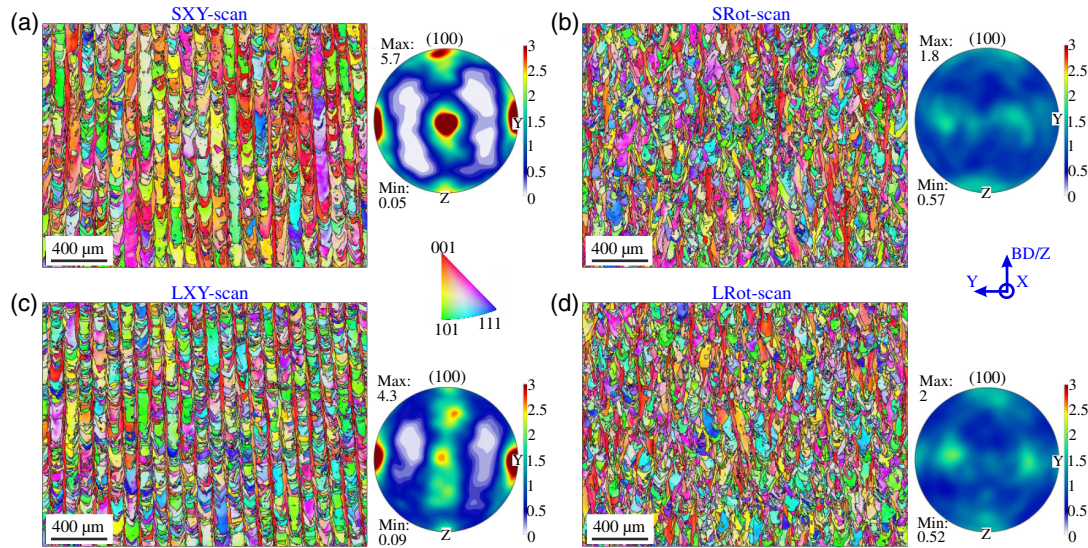 (a)
SXY-scan
400 μm
Max:
5.7
(100)
Y
Z
Min:
0.05
3
2.5
2
1.5
1
0.5
0
(b)
SRot-scan
400 μm
Max:
1.8
(100)
Y
Z
Min:
0.57
3
2.5
2
1.5
1
0.5
0
001
101
111
BD/Z
Y
X
(c)
LXY-scan
400 μm
Max:
4.3
(100)
Y
Z
Min:
0.09
3
2.5
2
1.5
1
0.5
0
(d)
LRot-scan
400 μm
Max:
2
(100)
Y
Z
Min:
0.52
3
2.5
2
1.5
1
0.5
0